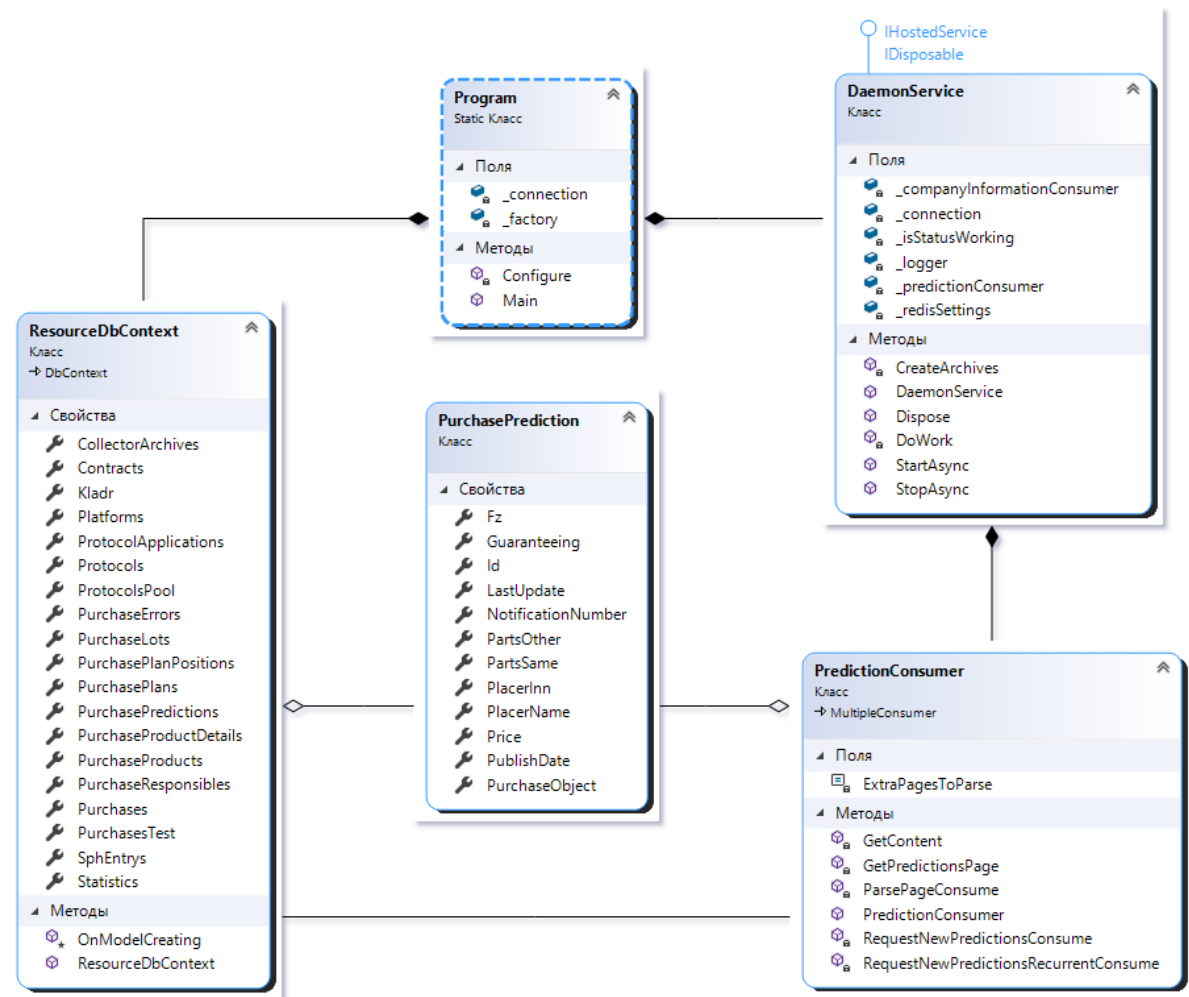 IHostedService
IDisposable
Program
Static Класс
Поля
_connection
_factory
Методы
Configure
Main
DaemonService
Класс
Поля
_companyInformationConsumer
_connection
_isStatusWorking
_logger
_predictionConsumer
_redisSettings
Методы
CreateArchives
DaemonService
Dispose
DoWork
StartAsync
StopAsync
ResourceDbContext
Класс
DbContext
Свойства
CollectorArchives
Contracts
Kladr
Platforms
ProtocolApplications
Protocols
ProtocolsPool
PurchaseErrors
PurchaseLots
PurchasePlanPositions
PurchasePlans
PurchasePredictions
PurchaseProductDetails
PurchaseProducts
PurchaseResponsibles
Purchases
PurchasesTest
SphEntrys
Statistics
Методы
OnModelCreating
ResourceDbContext
PurchasePrediction
Класс
Свойства
Fz
Guaranteeing
Id
LastUpdate
NotificationNumber
PartsOther
PartsSame
PlacerInn
PlacerName
Price
PublishDate
PurchaseObject
PredictionConsumer
Класс
MultipleConsumer
Поля
ExtraPagesToParse
Методы
GetContent
GetPredictionsPage
ParsePageConsume
PredictionConsumer
RequestNewPredictionsConsume
RequestNewPredictionsRecurrentConsume